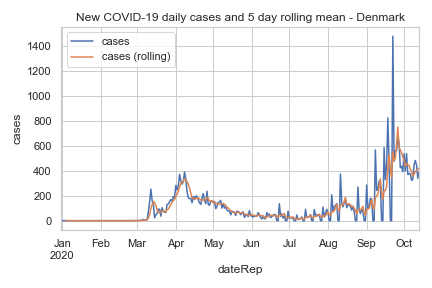 New COVID-19 daily cases and 5 day rolling mean - Denmark
cases
cases (rolling)
1400
1200
1000
800
600
400
200
0
cases
Jan Feb Mar Apr May Jun Jul Aug Sep Oct
2020
dateRep